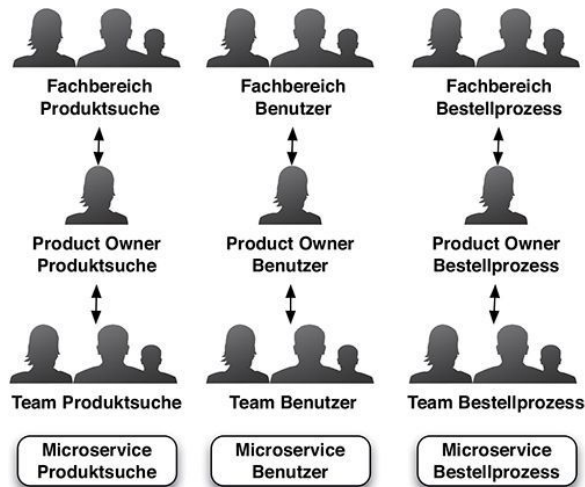 Fachbereich
Produktsuche
Fachbereich
Benutzer
Fachbereich
Bestellprozess
Product Owner
Produktsuche
Product Owner
Benutzer
Product Owner
Bestellprozess
Team Produktsuche
Team Benutzer
Team Bestellprozess
Microservice
Produktsuche
Microservice
Benutzer
Microservice
Bestellprozess